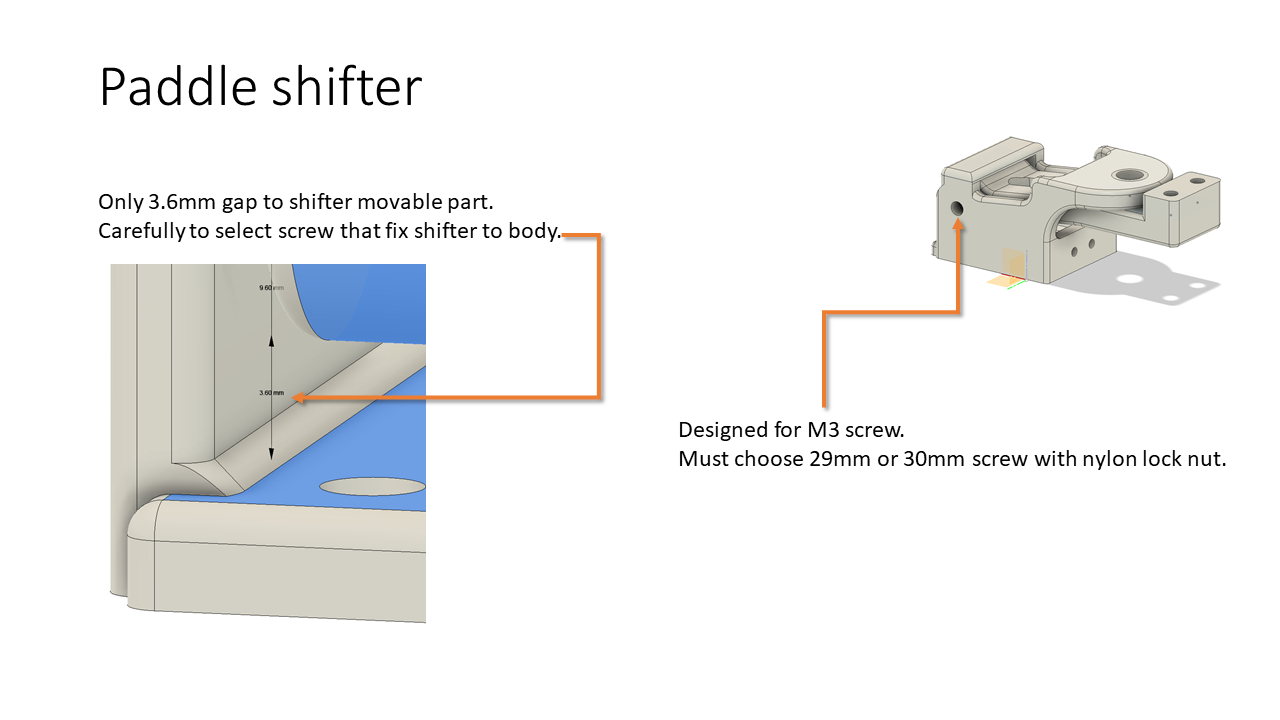 Paddle shifter
Only 3.6mm gap to shifter movable part.
Carefully to select screw that fix shifter to body.
9.60 mm
3.60 mm
Designed for M3 screw.
Must choose 29mm or 30mm screw with nylon lock nut.